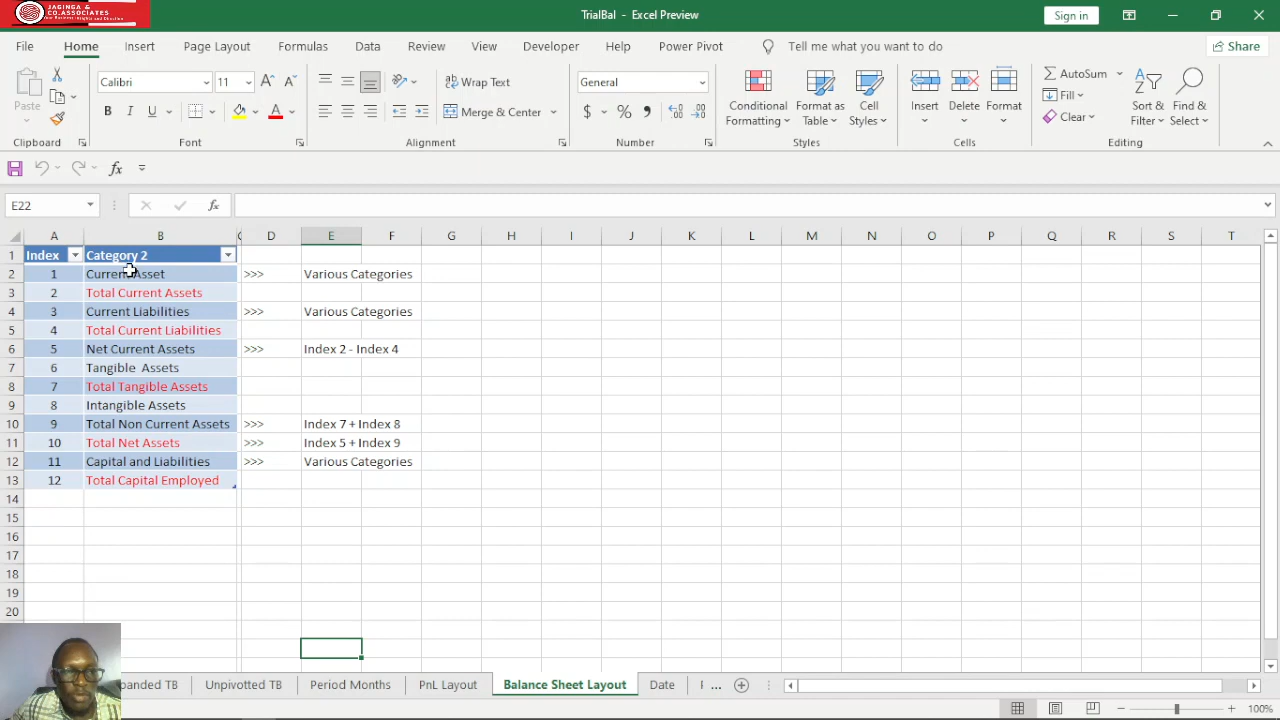 JAGINGA
& CO.ASSOCIATES
TrialBal - Excel Preview
Sign in
File Home Insert Page Layout Formulas Data Review View Developer Help Power Pivot Tell me what you want to do Share
Paste
Calibri 11
B I U
Wrap Text
Merge & Center
General
$ %
Conditional Formatting
Format as Table
Cell Styles
Insert Delete Format
AutoSum
Fill
Clear
Sort & Filter
Find & Select
Clipboard Font Alignment Number Styles Cells Editing
E22
A B C D E F G H I J K L M N O P Q R S T
1 Index Category 2
2 1 Current Asset >>> Various Categories
3 2 Total Current Assets
4 3 Current Liabilities >>> Various Categories
5 4 Total Current Liabilities
6 5 Net Current Assets >>> Index 2 - Index 4
7 6 Tangible Assets
8 7 Total Tangible Assets
9 8 Intangible Assets
10 9 Total Non Current Assets >>> Index 7 + Index 8
11 10 Total Net Assets >>> Index 5 + Index 9
12 11 Capital and Liabilities >>> Various Categories
13 12 Total Capital Employed
14
15
16
17
18
19
20
panded TB Unpivotted TB Period Months PnL Layout Balance Sheet Layout Date ...
100%